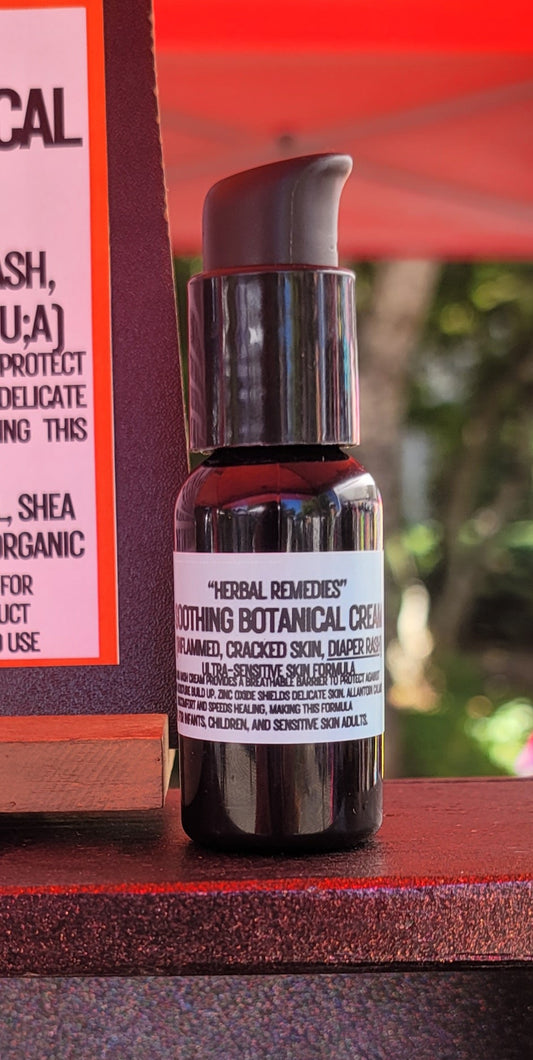 CAL
ASH,
U;A)
PROTECT
DELICATE
ING THIS
L, SHEA
ORGANIC
FOR
UCT
O USE
"HERBAL REMEDIES"
OOTHING BOTANICAL CREAM
INFLAMMED, CRACKED SKIN, DIAPER RASH
ULTRA-SENSITIVE SKIN FORMULA
CREAM PROVIDES A BREATHABLE BARRIER TO PROTECT AGAINST
BUILD UP, ZINC OXIDE SHIELDS DELICATE SKIN. ALLANTOIN
AND SPEEDS HEALING, MAKING THIS FORMULA
INFANTS, CHILDREN, AND SENSITIVE SKIN ADULTS.